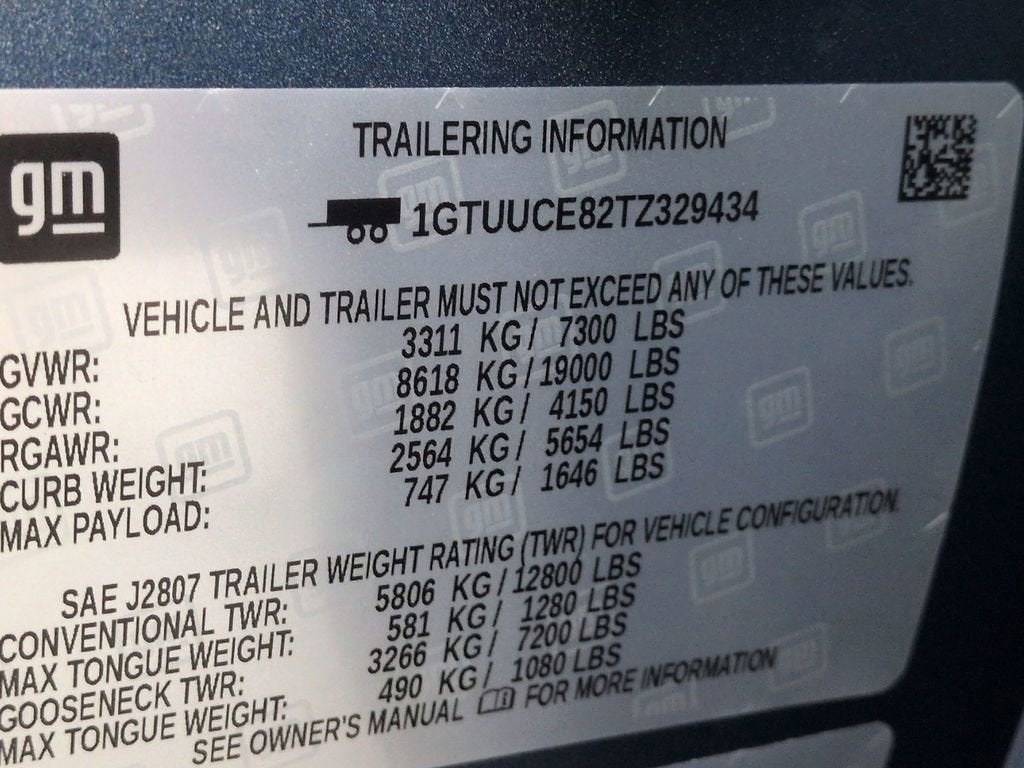 gm
TRAILERING INFORMATION
1GTUUCE82TZ329434
VEHICLE AND TRAILER MUST NOT EXCEED ANY OF THESE VALUES.
GVWR: 3311 KG/ 7300 LBS
GCWR: 8618 KG/19000 LBS
RGAWR: 1882 KG/ 4150 LBS
CURB WEIGHT: 2564 KG/ 5654 LBS
MAX PAYLOAD: 747 KG/ 1646 LBS
SAE J2807 TRAILER WEIGHT RATING (TWR) FOR VEHICLE CONFIGURATION.
CONVENTIONAL TWR: 5806 KG/12800 LBS
MAX TONGUE WEIGHT: 581 KG/ 1280 LBS
GOOSENECK TWR: 3266 KG/ 7200 LBS
MAX TONGUE WEIGHT: 490 KG/ 1080 LBS
SEE OWNER'S MANUAL FOR MORE INFORMATION